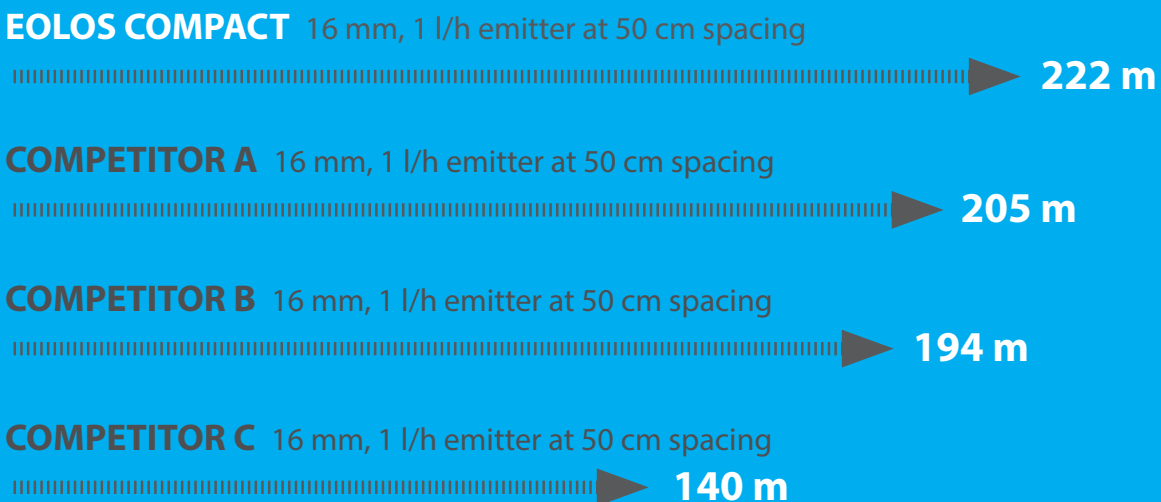 EOLOS COMPACT 16 mm, 1 l/h emitter at 50 cm spacing
222 m
COMPETITOR A 16 mm, 1 l/h emitter at 50 cm spacing
205 m
COMPETITOR B 16 mm, 1 l/h emitter at 50 cm spacing
194 m
COMPETITOR C 16 mm, 1 l/h emitter at 50 cm spacing
140 m